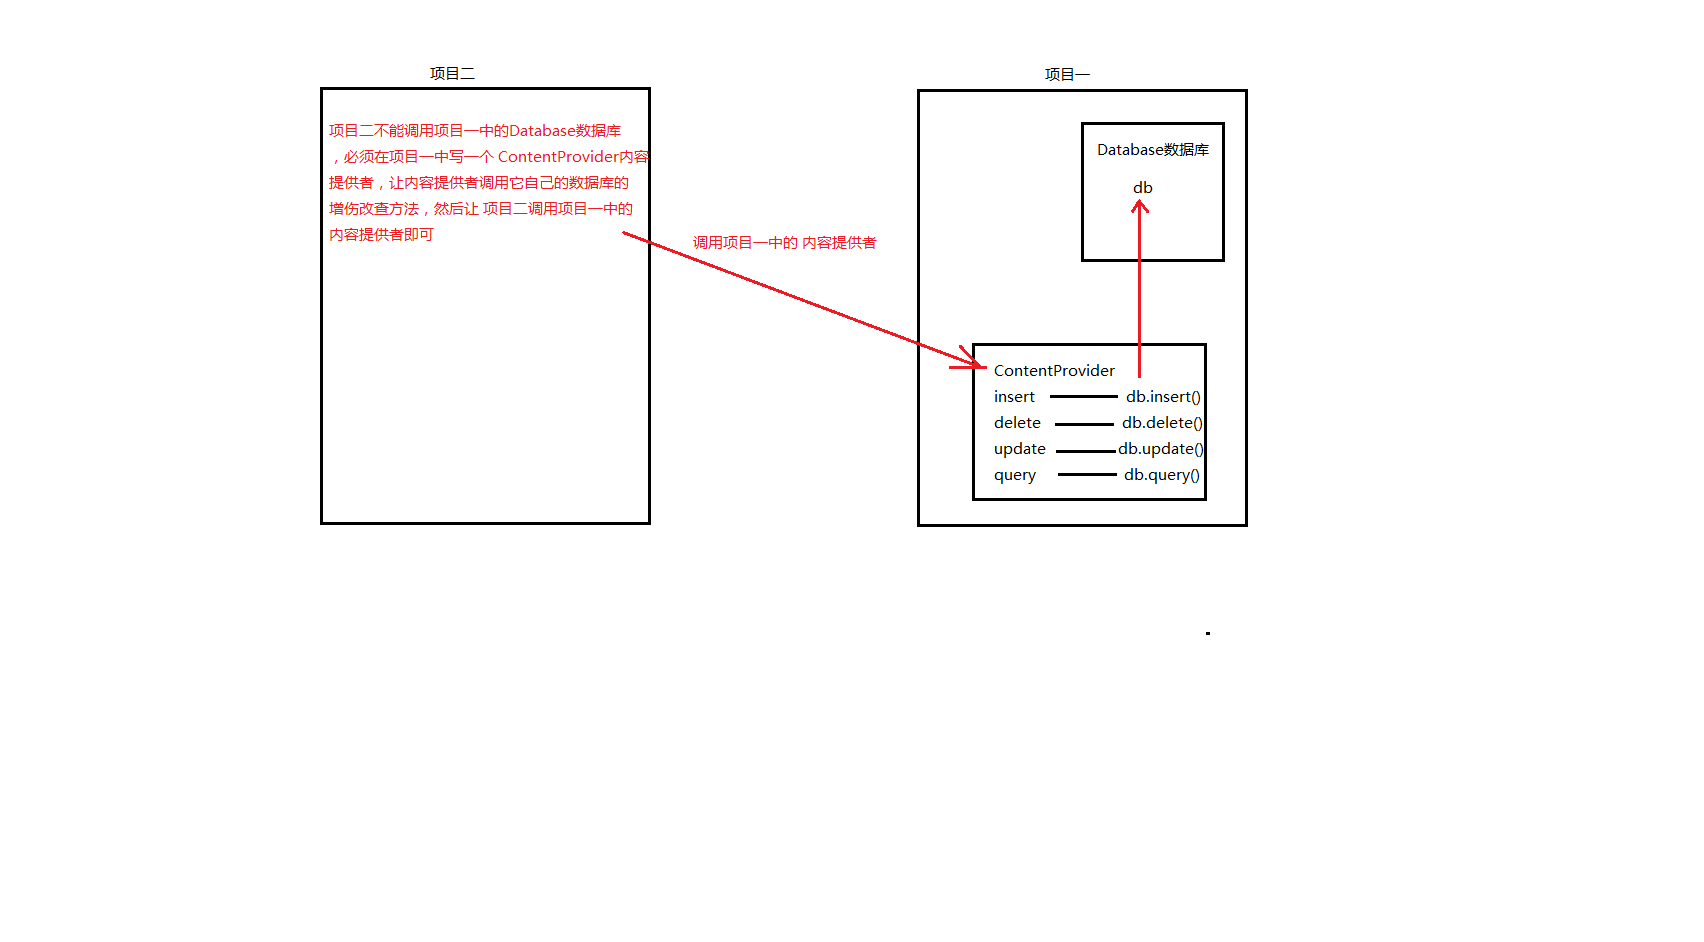 项目二
项目二不能调用项目一中的Database数据库
，必须在项目一中写一个 ContentProvider内容
提供者，让内容提供者调用它自己的数据库的
增伤改查方法，然后让 项目二调用项目一中的
内容提供者即可
调用项目一中的 内容提供者
项目一
Database数据库
db
ContentProvider
insert db.insert()
delete db.delete()
update db.update()
query db.query()